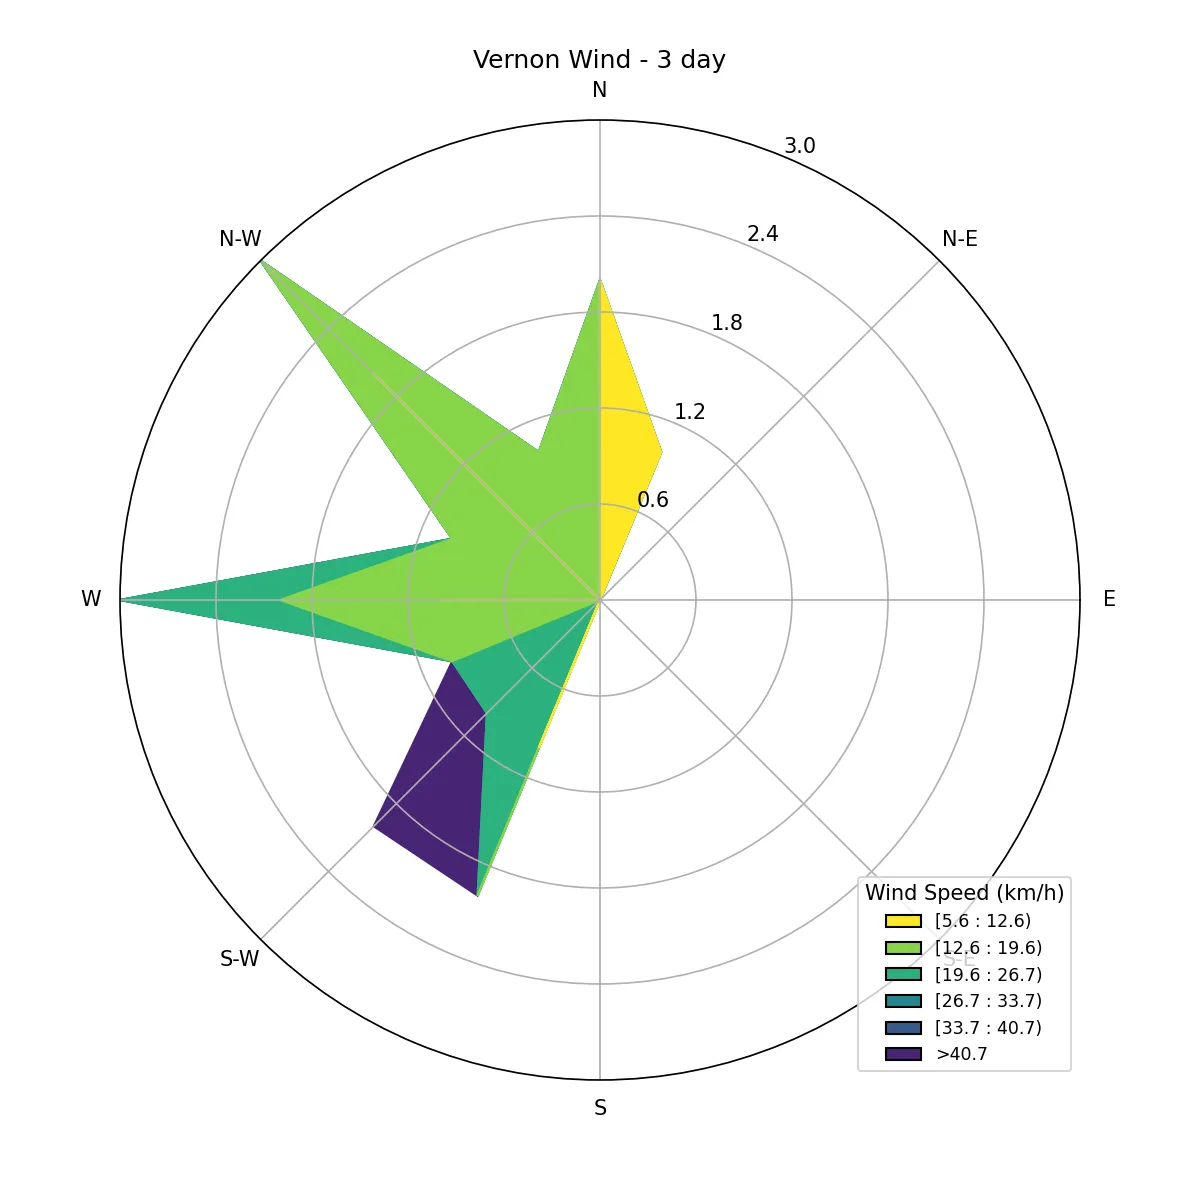 Vernon Wind - 3 day
N
3.0
N-W
2.4
N-E
1.8
1.2
0.6
W
E
Wind Speed (km/h)
[5.6 : 12.6)
[12.6 : 19.6)
S-W
S-E
[19.6 : 26.7)
[26.7 : 33.7)
[33.7 : 40.7)
>40.7
S